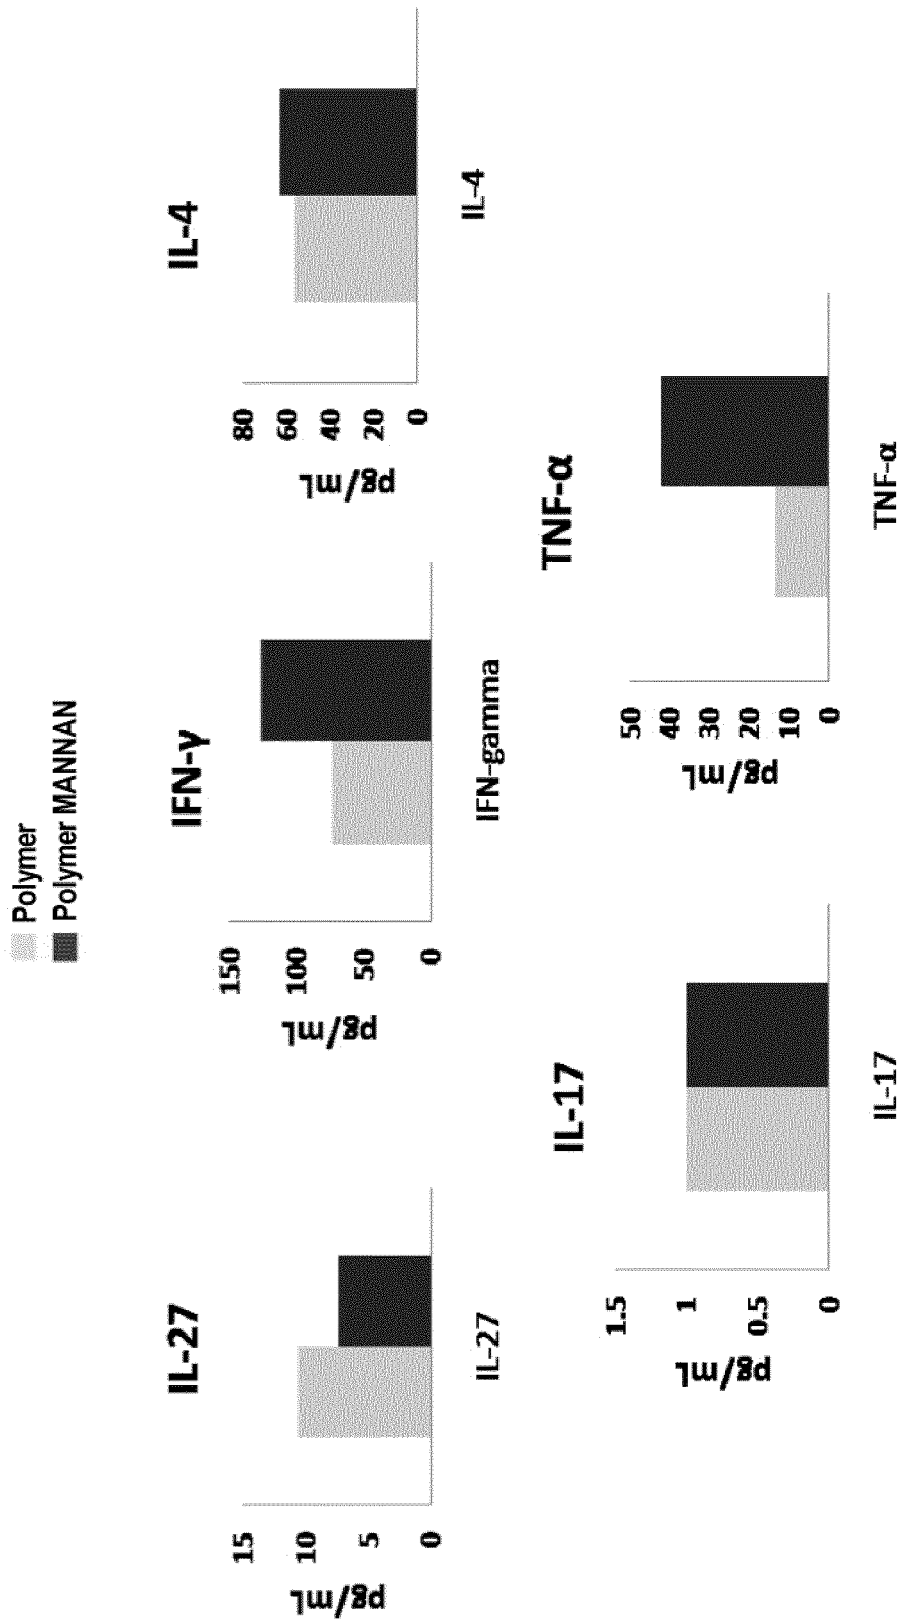 Polymer
Polymer MANNAN
IL-27
pg/mL
15
10
5
0
IL-27
IFN-γ
pg/mL
150
100
50
0
IFN-gamma
IL-4
pg/mL
80
60
40
20
0
IL-4
IL-17
pg/mL
1.5
1
0.5
0
IL-17
TNF-α
pg/mL
50
40
30
20
10
0
TNF-α